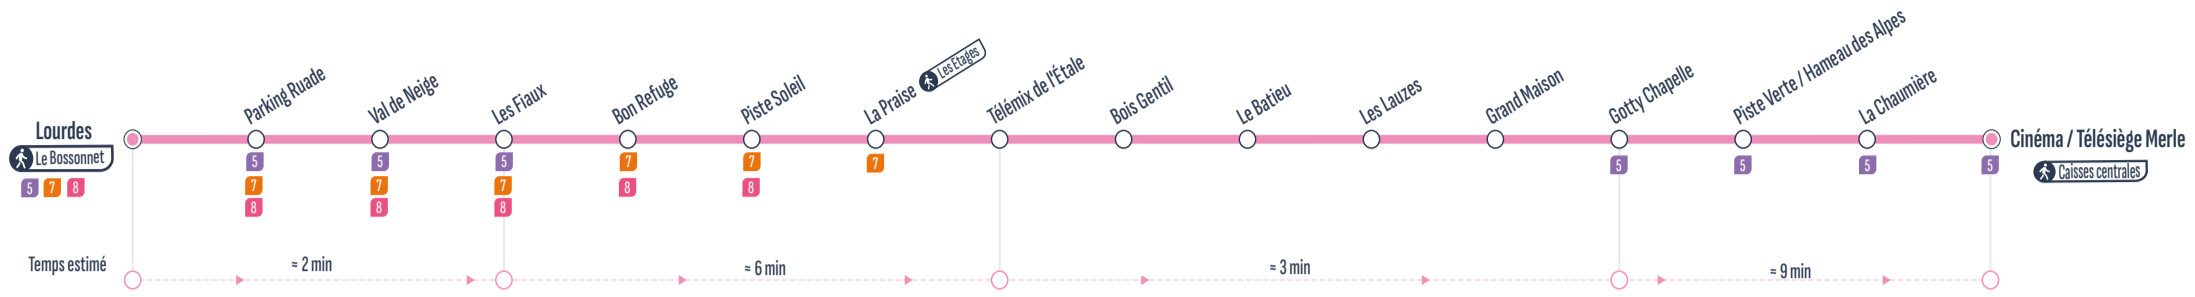 Lourdes
Le Bossonnet
5 7 8
Parking Ruade
5
7
8
Val de Neige
5
7
8
Les Fiaux
5
7
8
Bon Refuge
7
8
Piste Soleil
7
8
La Praise
Les Etages
7
Télémix de l'Étale
Bois Gentil
Le Batieu
Les Lauzes
Grand Maison
Gotty Chapelle
5
Piste Verte / Hameau des Alpes
5
La Chaumière
5
Cinéma / Télésiège Merle
Caisses centrales
5
Temps estimé
≈ 2 min
≈ 6 min
≈ 3 min
≈ 9 min